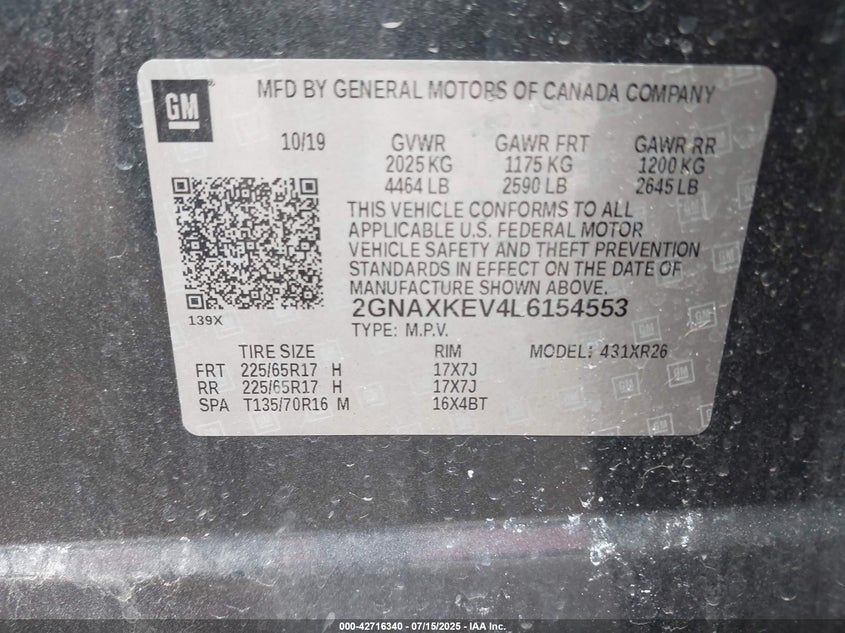 GM
MFD BY GENERAL MOTORS OF CANADA COMPANY
10/19 GVWR GAWR FRT GAWR RR
2025 KG 1175 KG 1200 KG
4464 LB 2590 LB 2645 LB
THIS VEHICLE CONFORMS TO ALL
APPLICABLE U.S. FEDERAL MOTOR
VEHICLE SAFETY AND THEFT PREVENTION
STANDARDS IN EFFECT ON THE DATE OF
MANUFACTURE SHOWN ABOVE.
139X
2GNAXKEV4L6154553
TYPE: M.P.V.
TIRE SIZE RIM MODEL: 431XR26
FRT 225/65R17 H 17X7J
RR 225/65R17 H 17X7J
SPA T135/70R16 M 16X4BT
000-42716340 - 07/15/2025 - IAA Inc.